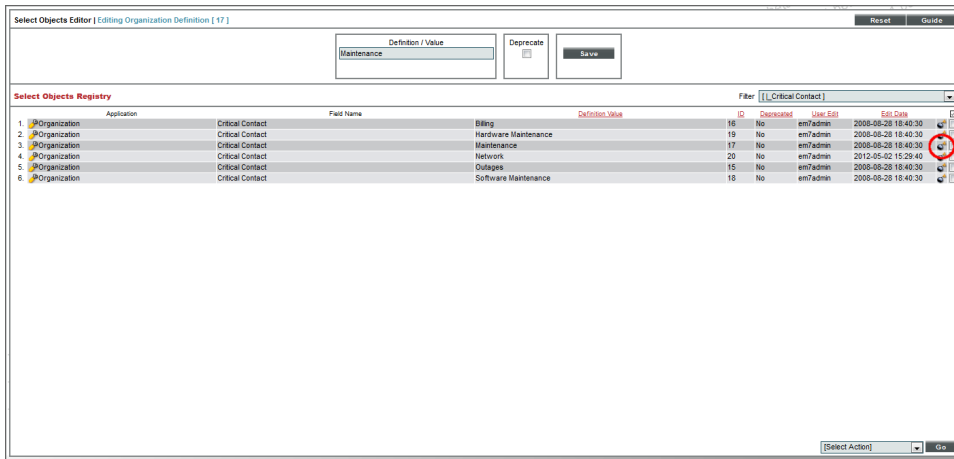 Select Objects Editor | Editing Organization Definition [ 17 ]
Reset
Guide
Definition / Value
Maintenance
Deprecate
Save
Select Objects Registry
Filter
[ |_Critical Contact ]
Application Field Name Definition Value ID Deprecated User Edit Edit Date
1. Organization Critical Contact Billing 16 No em7admin 2008-08-28 18:40:30
2. Organization Critical Contact Hardware Maintenance 19 No em7admin 2008-08-28 18:40:30
3. Organization Critical Contact Maintenance 17 No em7admin 2008-08-28 18:40:30
4. Organization Critical Contact Network 20 No em7admin 2012-05-02 15:29:40
5. Organization Critical Contact Outages 15 No em7admin 2008-08-28 18:40:30
6. Organization Critical Contact Software Maintenance 18 No em7admin 2008-08-28 18:40:30
[Select Action]
Go